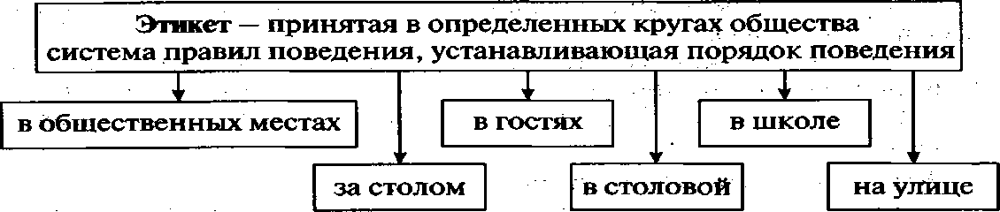 Этикет — принятая в определенных кругах общества
система правил поведения, устанавливающая порядок поведения
в общественных местах
в гостях
в школе
за столом
в столовой
на улице